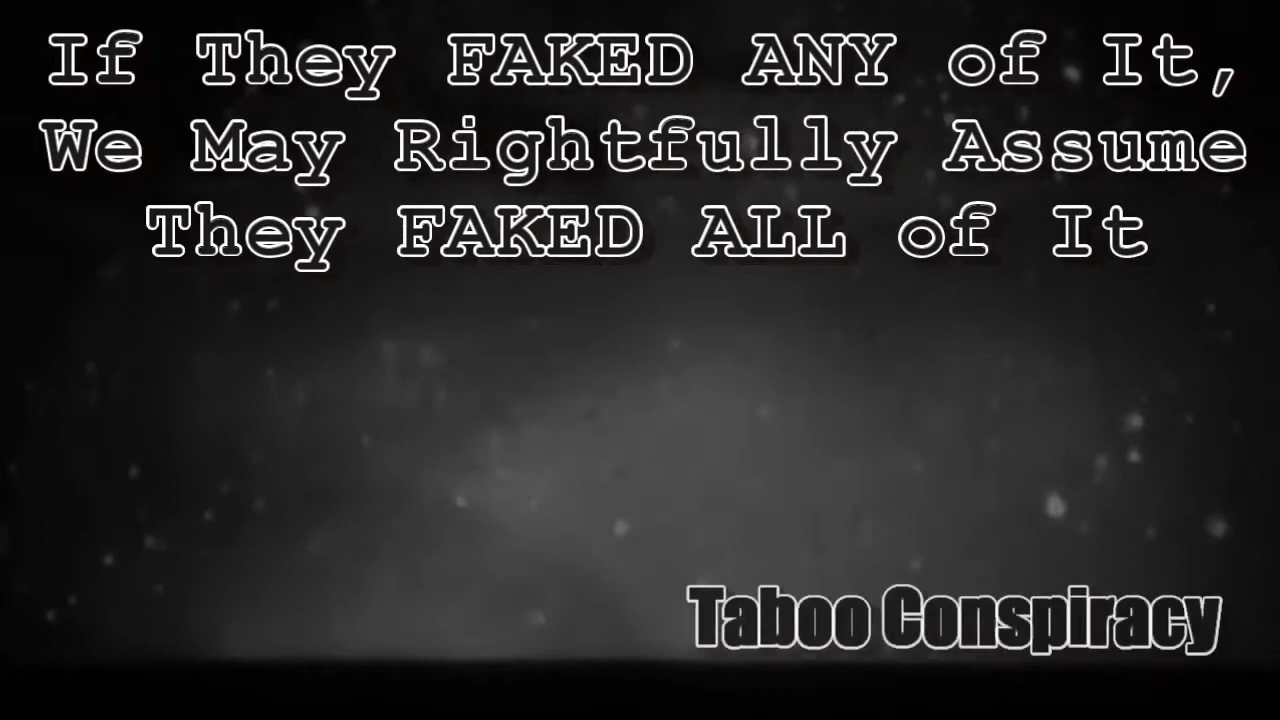 If They FAKED ANY of It,
We May Rightfully Assume
They FAKED ALL of It
Taboo Conspiracy